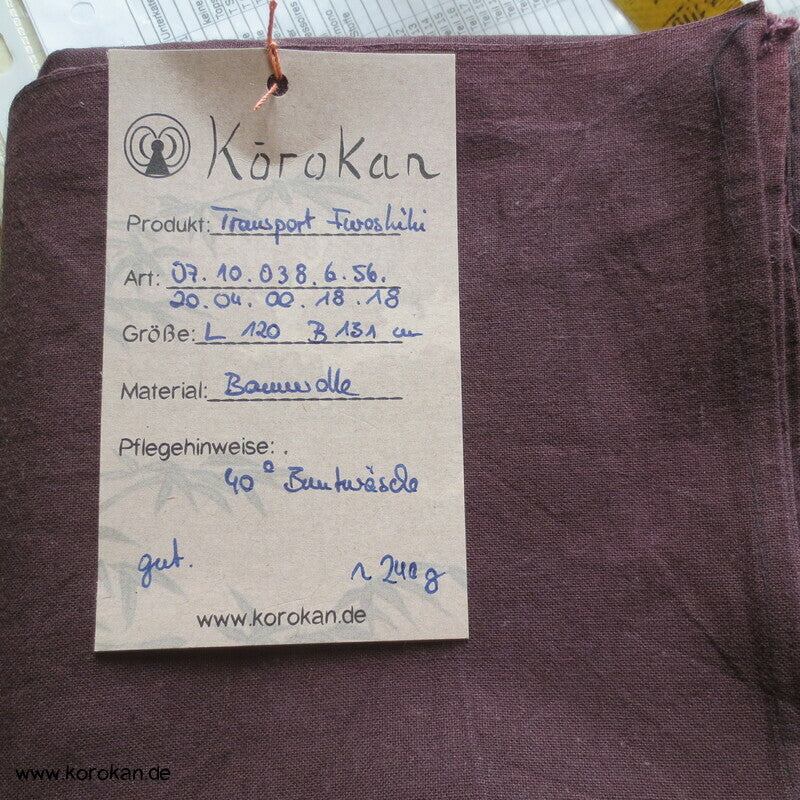 Kōrokan
Produkt: Transport Furoshiki
Art: 07.10.038.6.56.
20.04.00.18.18
Größe: L 120 B 131 cm
Material: Baumwolle
Pflegehinweise: .
40° Buntwäsche
gut. ~ 240 g
www.korokan.de
www.korokan.de